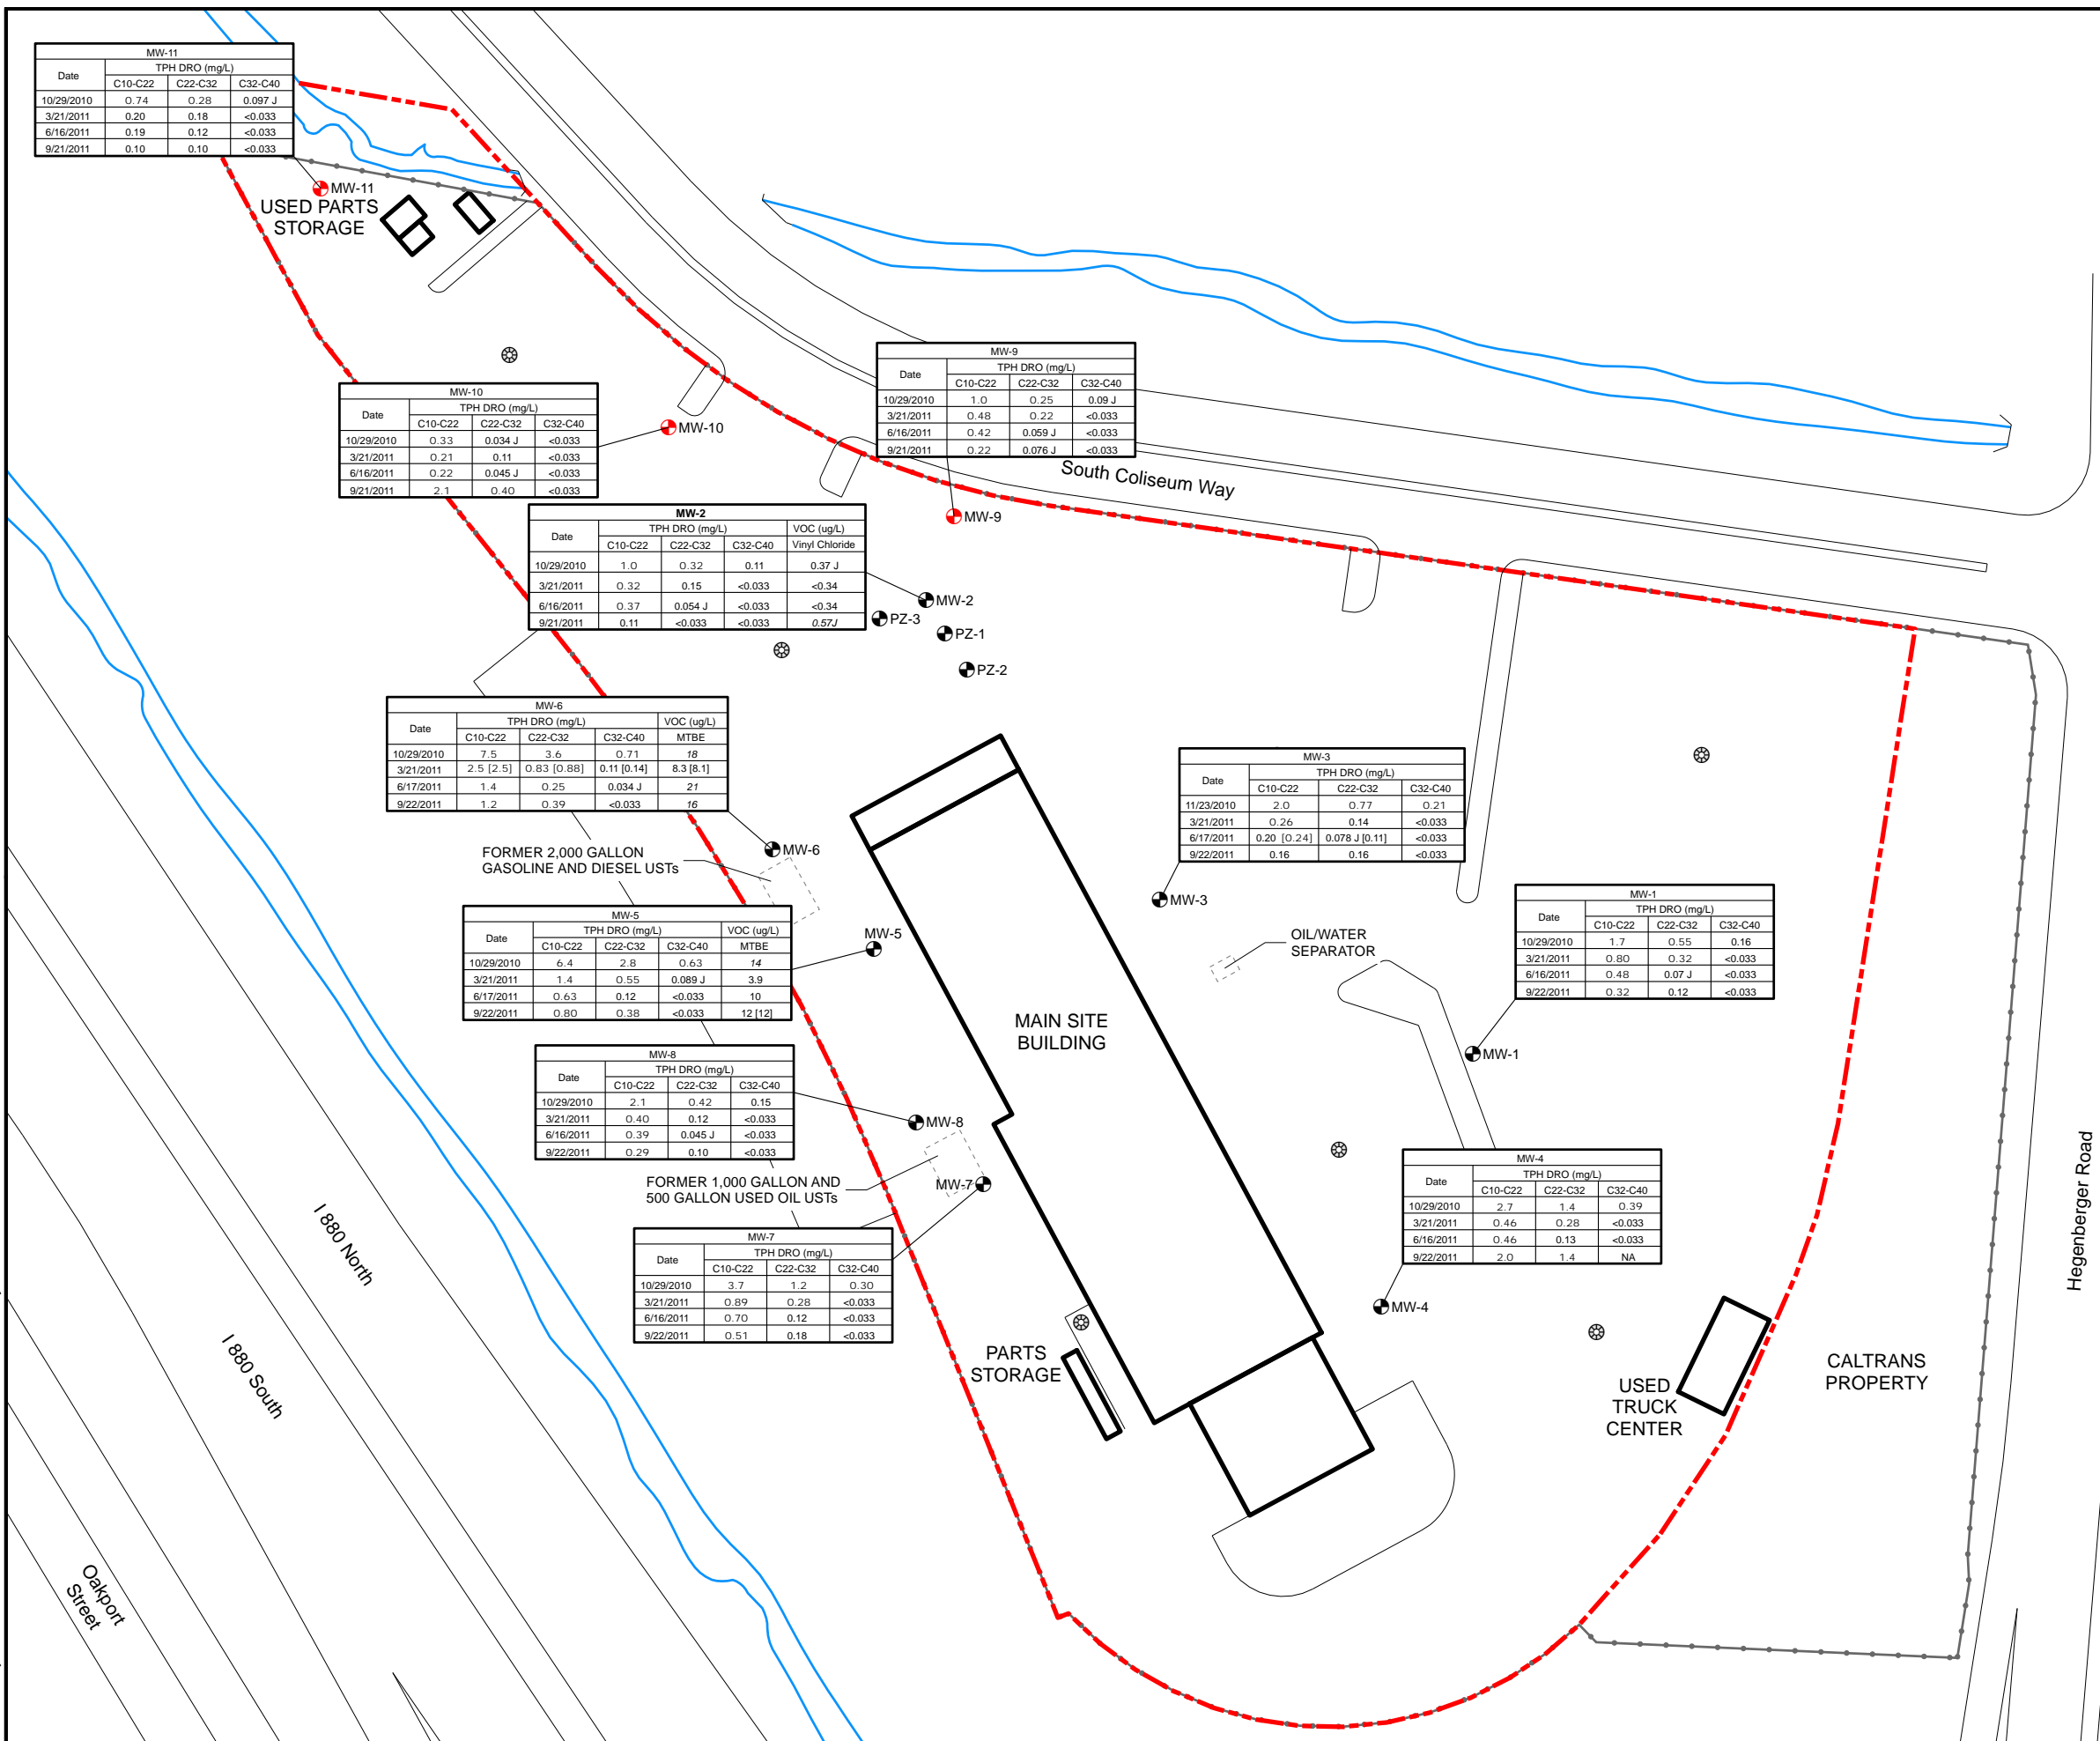 MW-11
Date TPH DRO (mg/L)
C10-C22 C22-C32 C32-C40
10/29/2010 0.74 0.28 0.097 J
3/21/2011 0.20 0.18 <0.033
6/16/2011 0.19 0.12 <0.033
9/21/2011 0.10 0.10 <0.033
MW-11
USED PARTS
STORAGE
MW-10
Date TPH DRO (mg/L)
C10-C22 C22-C32 C32-C40
10/29/2010 0.33 0.034 J <0.033
3/21/2011 0.21 0.11 <0.033
6/16/2011 0.22 0.045 J <0.033
9/21/2011 2.1 0.40 <0.033
MW-10
MW-9
Date TPH DRO (mg/L)
C10-C22 C22-C32 C32-C40
10/29/2010 1.0 0.25 0.09 J
3/21/2011 0.48 0.22 <0.033
6/16/2011 0.42 0.059 J <0.033
9/21/2011 0.22 0.076 J <0.033
South Coliseum Way
MW-9
MW-2
Date TPH DRO (mg/L) VOC (ug/L)
C10-C22 C22-C32 C32-C40 Vinyl Chloride
10/29/2010 1.0 0.32 0.11 0.37 J
3/21/2011 0.32 0.15 <0.033 <0.34
6/16/2011 0.37 0.054 J <0.033 <0.34
9/21/2011 0.11 <0.033 <0.033 0.57J
MW-2
PZ-3
PZ-1
PZ-2
MW-6
Date TPH DRO (mg/L) VOC (ug/L)
C10-C22 C22-C32 C32-C40 MTBE
10/29/2010 7.5 3.6 0.71 18
3/21/2011 2.5 [2.5] 0.83 [0.88] 0.11 [0.14] 8.3 [8.1]
6/17/2011 1.4 0.25 0.034 J 21
9/22/2011 1.2 0.39 <0.033 16
MW-6
FORMER 2,000 GALLON
GASOLINE AND DIESEL USTs
MW-3
Date TPH DRO (mg/L)
C10-C22 C22-C32 C32-C40
11/23/2010 2.0 0.77 0.21
3/21/2011 0.26 0.14 <0.033
6/17/2011 0.20 [0.24] 0.078 J [0.11] <0.033
9/22/2011 0.16 0.16 <0.033
MW-3
MW-5
Date TPH DRO (mg/L) VOC (ug/L)
C10-C22 C22-C32 C32-C40 MTBE
10/29/2010 6.4 2.8 0.63 14
3/21/2011 1.4 0.55 0.089 J 3.9
6/17/2011 0.63 0.12 <0.033 10
9/22/2011 0.80 0.38 <0.033 12 [12]
MW-5
OIL/WATER
SEPARATOR
MW-1
Date TPH DRO (mg/L)
C10-C22 C22-C32 C32-C40
10/29/2010 1.7 0.55 0.16
3/21/2011 0.80 0.32 <0.033
6/16/2011 0.48 0.07 J <0.033
9/22/2011 0.32 0.12 <0.033
MW-1
MAIN SITE
BUILDING
MW-8
Date TPH DRO (mg/L)
C10-C22 C22-C32 C32-C40
10/29/2010 2.1 0.42 0.15
3/21/2011 0.40 0.12 <0.033
6/16/2011 0.39 0.045 J <0.033
9/22/2011 0.29 0.10 <0.033
MW-8
FORMER 1,000 GALLON AND
500 GALLON USED OIL USTs
MW-7
MW-7
Date TPH DRO (mg/L)
C10-C22 C22-C32 C32-C40
10/29/2010 3.7 1.2 0.30
3/21/2011 0.89 0.28 <0.033
6/16/2011 0.70 0.12 <0.033
9/22/2011 0.51 0.18 <0.033
MW-4
Date TPH DRO (mg/L)
C10-C22 C22-C32 C32-C40
10/29/2010 2.7 1.4 0.39
3/21/2011 0.46 0.28 <0.033
6/16/2011 0.46 0.13 <0.033
9/22/2011 2.0 1.4 NA
MW-4
Hegenberger Road
I 880 North
I 880 South
PARTS
STORAGE
USED
TRUCK
CENTER
CALTRANS
PROPERTY
Oakport
Street